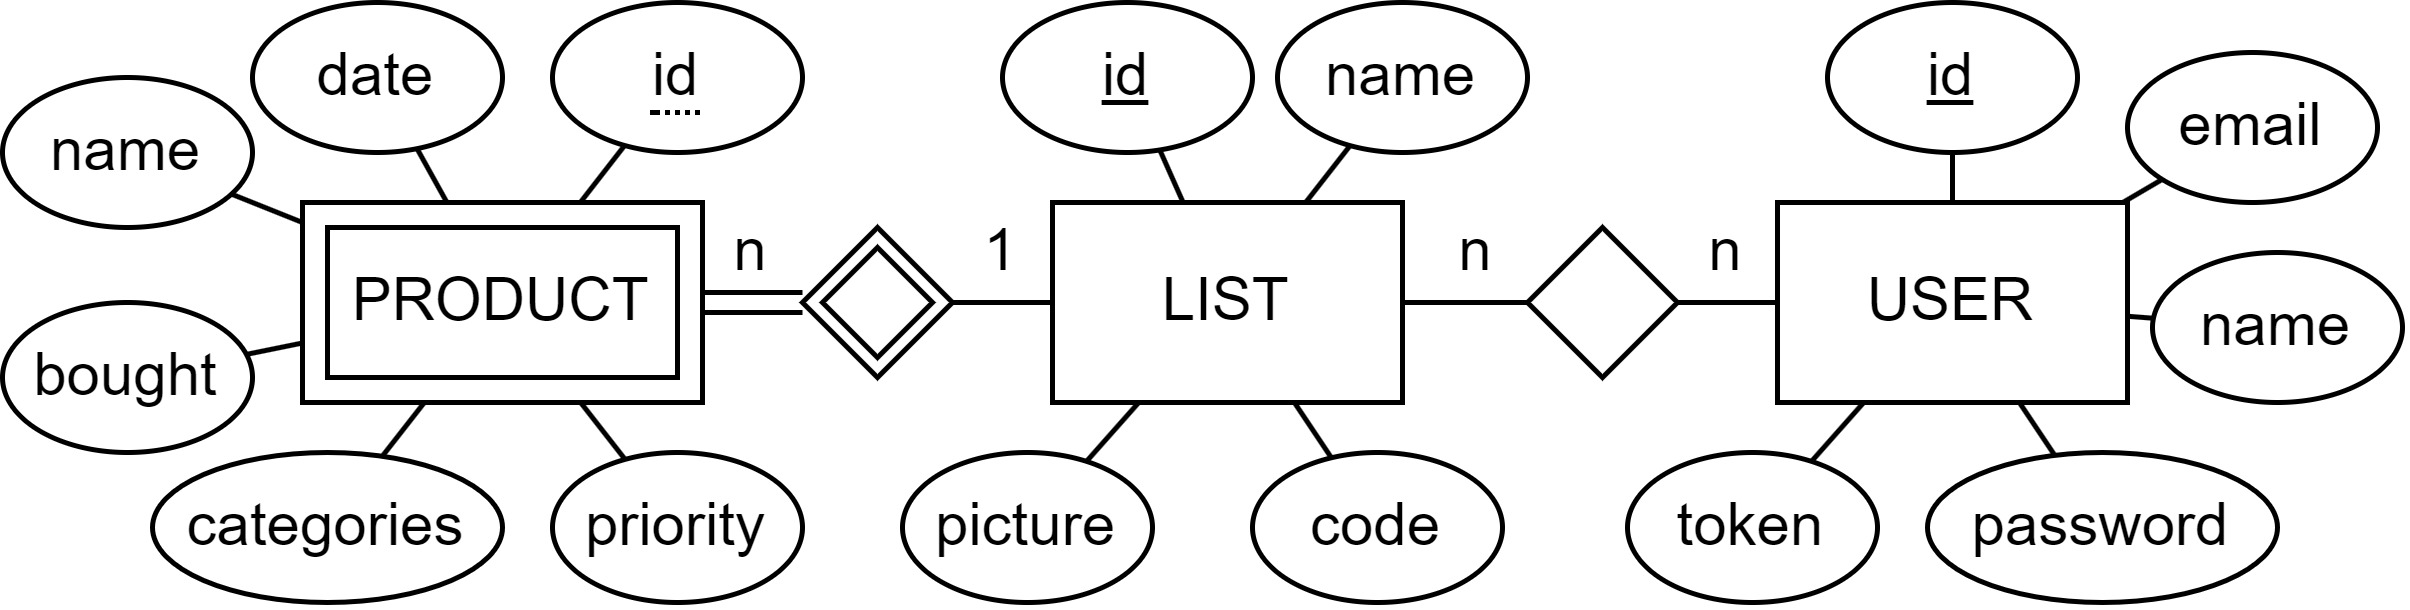 date
id
id
name
id
name
email
n
1
n
n
PRODUCT
LIST
USER
name
bought
categories
priority
picture
code
token
password